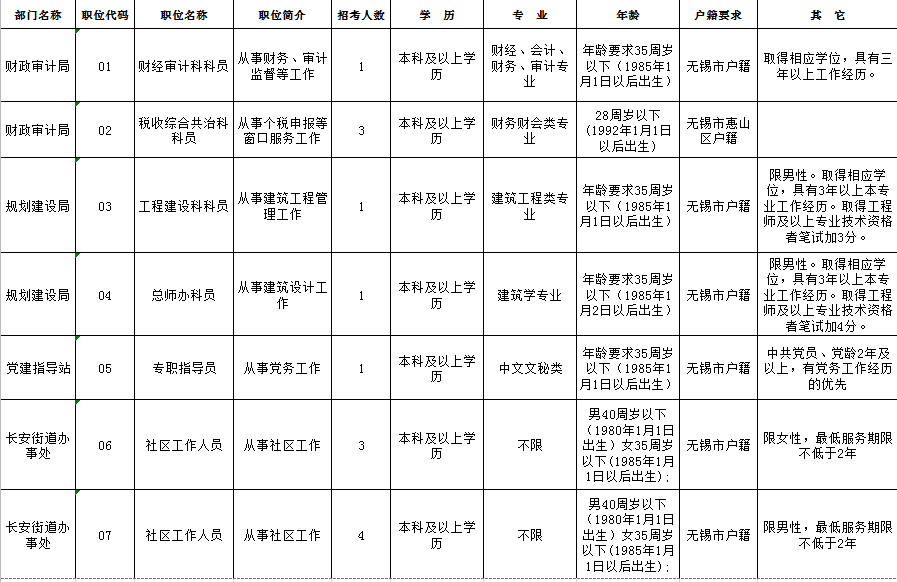 部门名称 职位代码 职位名称 职位简介 招考人数 学 历 专 业 年龄 户籍要求 其 它
财政审计局 01 财经审计科科员 从事财务、审计
监督等工作 1 本科及以上学
历 财经、会计、
财务、审计专
业 年龄要求35周岁
以下（1985年1
月1日以后出生） 无锡市户籍 取得相应学位，具有三
年以上工作经历。
财政审计局 02 税收综合共治科
科员 从事个税申报等
窗口服务工作 3 本科及以上学
历 财务财会类专
业 28周岁以下
(1992年1月1日
以后出生） 无锡市惠山
区户籍
规划建设局 03 工程建设科科员 从事建筑工程管
理工作 1 本科及以上学
历 建筑工程类专
业 年龄要求35周岁
以下（1985年1
月1日以后出生） 无锡市户籍 限男性。取得相应学
位，具有3年以上本专
业工作经历。取得工程
师及以上专业技术资格
者笔试加3分。
规划建设局 04 总师办科员 从事建筑设计工
作 1 本科及以上学
历 建筑学专业 年龄要求35周岁
以下（1985年1
月2日以后出生） 无锡市户籍 限男性。取得相应学
位，具有3年以上本专
业工作经历。取得工程
师及以上专业技术资格
者笔试加4分。
党建指导站 05 专职指导员 从事党务工作 1 本科及以上学
历 中文文秘类 年龄要求35周岁
以下（1985年1
月1日以后出生） 无锡市户籍 中共党员、党龄2年及
以上，有党务工作经历
的优先
长安街道办
事处 06 社区工作人员 从事社区工作 3 本科及以上学
历 不限 男40周岁以下
（1980年1月1日
出生）女35周岁
以下(1985年1月
1日以后出生); 无锡市户籍 限女性，最低服务期限
不低于2年
长安街道办
事处 07 社区工作人员 从事社区工作 4 本科及以上学
历 不限 男40周岁以下
（1980年1月1日
出生）女35周岁
以下(1985年1月
1日以后出生); 无锡市户籍 限男性，最低服务期限
不低于2年